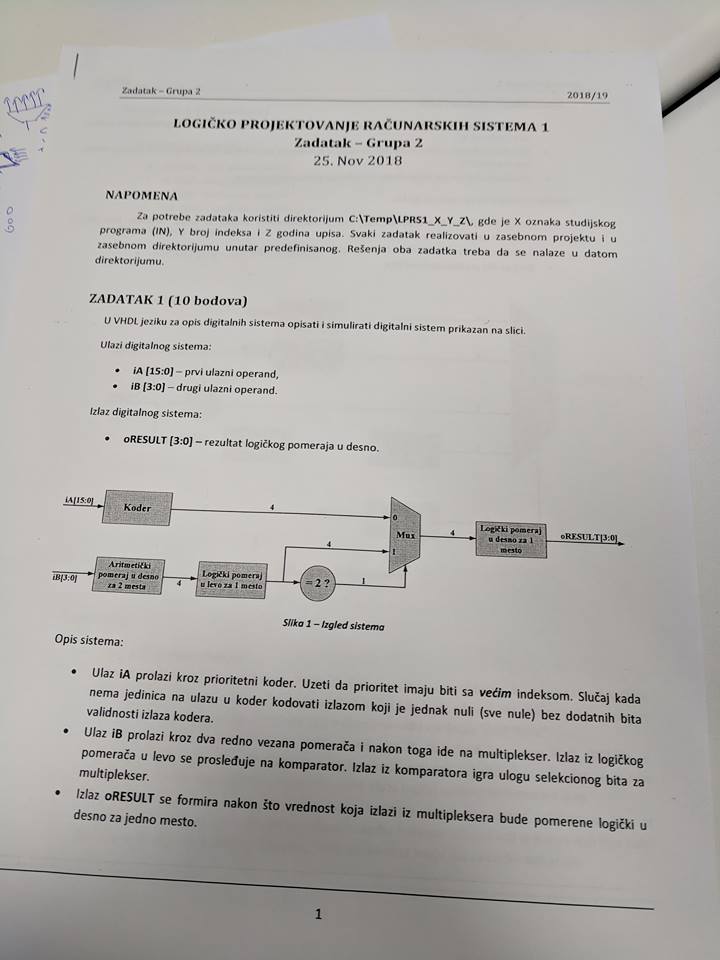 Zadatak – Grupa 2 2018/19
LOGIČKO PROJEKTOVANJE RAČUNARSKIH SISTEMA 1
Zadatak – Grupa 2
25. Nov 2018
NAPOMENA
Za potrebe zadataka koristiti direktorijum C:\Temp\LPRS1_X_Y_Z\, gde je X oznaka studijskog
programa (IN), Y broj indeksa i Z godina upisa. Svaki zadatak realizovati u zasebnom projektu i u
zasebnom direktorijumu unutar predefinisanog. Rešenja oba zadatka treba da se nalaze u datom
direktorijumu.
ZADATAK 1 (10 bodova)
U VHDL jeziku za opis digitalnih sistema opisati i simulirati digitalni sistem prikazan na slici.
Ulazi digitalnog sistema:
• iA [15:0] – prvi ulazni operand,
• iB [3:0] – drugi ulazni operand.
Izlaz digitalnog sistema:
• oRESULT [3:0] – rezultat logičkog pomeraja u desno.
iA[15:0]
Koder
4
0
Mux
1
4
4
Logički pomeraj
u desno za 1
mesto
oRESULT[3:0]
iB[3:0]
Aritmetički
pomeraj u desno
za 2 mesta
4
Logički pomeraj
u levo za 1 mesto
= 2 ?
1
Slika 1 – Izgled sistema
Opis sistema:
• Ulaz iA prolazi kroz prioritetni koder. Uzeti da prioritet imaju biti sa većim indeksom. Slučaj kada
nema jedinica na ulazu u koder kodovati izlazom koji je jednak nuli (sve nule) bez dodatnih bita
validnosti izlaza kodera.
• Ulaz iB prolazi kroz dva redno vezana pomerača i nakon toga ide na multiplekser. Izlaz iz logičkog
pomerača u levo se prosleđuje na komparator. Izlaz iz komparatora igra ulogu selekcionog bita za
multiplekser.
• Izlaz oRESULT se formira nakon što vrednost koja izlazi iz multipleksera bude pomerene logički u
desno za jedno mesto.
1